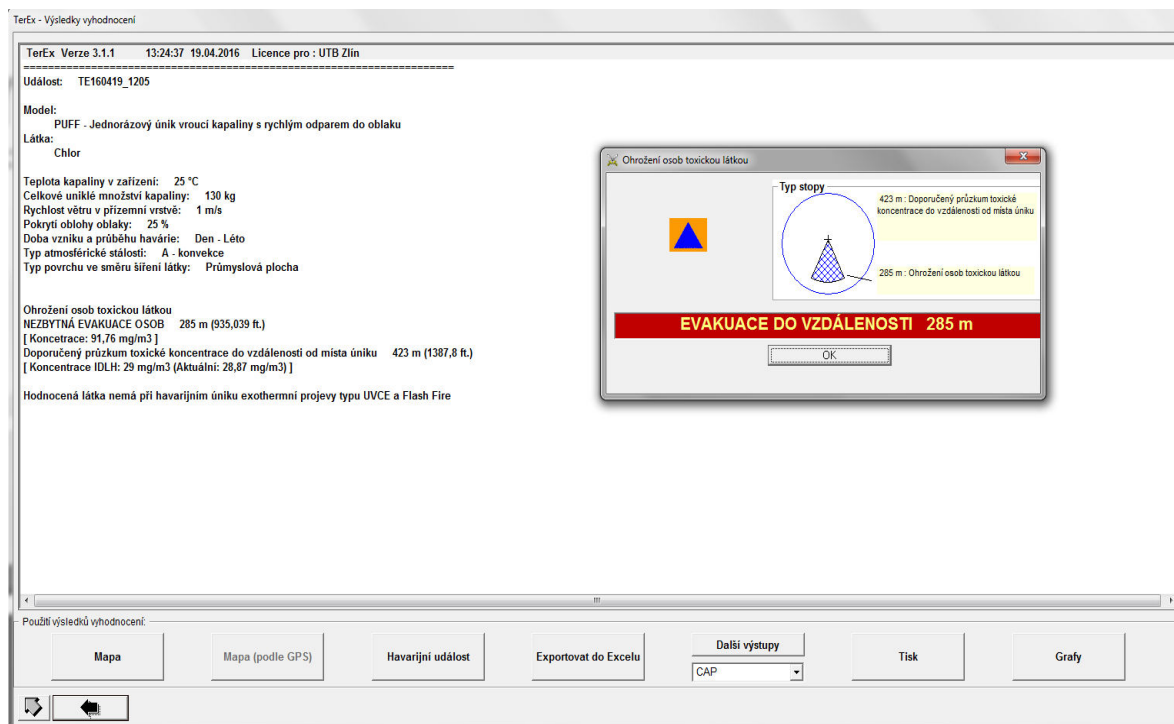 TerEx - Výsledky vyhodnocení
TerEx Verze 3.1.1 13:24:37 19.04.2016 Licence pro : UTB Zlín
======================================================================
Událost: TE160419_1205
Model:
PUFF - Jednorázový únik vroucí kapaliny s rychlým odparem do oblaku
Látka:
Chlor
Teplota kapaliny v zařízení: 25 °C
Celkové uniklé množství kapaliny: 130 kg
Rychlost větru v přízemní vrstvě: 1 m/s
Pokrytí oblohy oblaky: 25 %
Doba vzniku a průběhu havárie: Den - Léto
Typ atmosférické stálosti: A - konvekce
Typ povrchu ve směru šíření látky: Průmyslová plocha
Ohrožení osob toxickou látkou
NEZBYTNÁ EVAKUACE OSOB 285 m (935,039 ft.)
[ Koncetrace: 91,76 mg/m3 ]
Doporučený průzkum toxické koncentrace do vzdálenosti od místa úniku 423 m (1387,8 ft.)
[ Koncentrace IDLH: 29 mg/m3 (Aktuální: 28,87 mg/m3) ]
Hodnocená látka nemá při havarijním úniku exothermní projevy typu UVCE a Flash Fire
Ohrožení osob toxickou látkou
Typ stopy
423 m : Doporučený průzkum toxické
koncentrace do vzdálenosti od místa úniku
285 m : Ohrožení osob toxickou látkou
EVAKUACE DO VZDÁLENOSTI 285 m
OK
Použití výsledků vyhodnocení:
Mapa
Mapa (podle GPS)
Havarijní událost
Exportovat do Excelu
Další výstupy
CAP
Tisk
Grafy